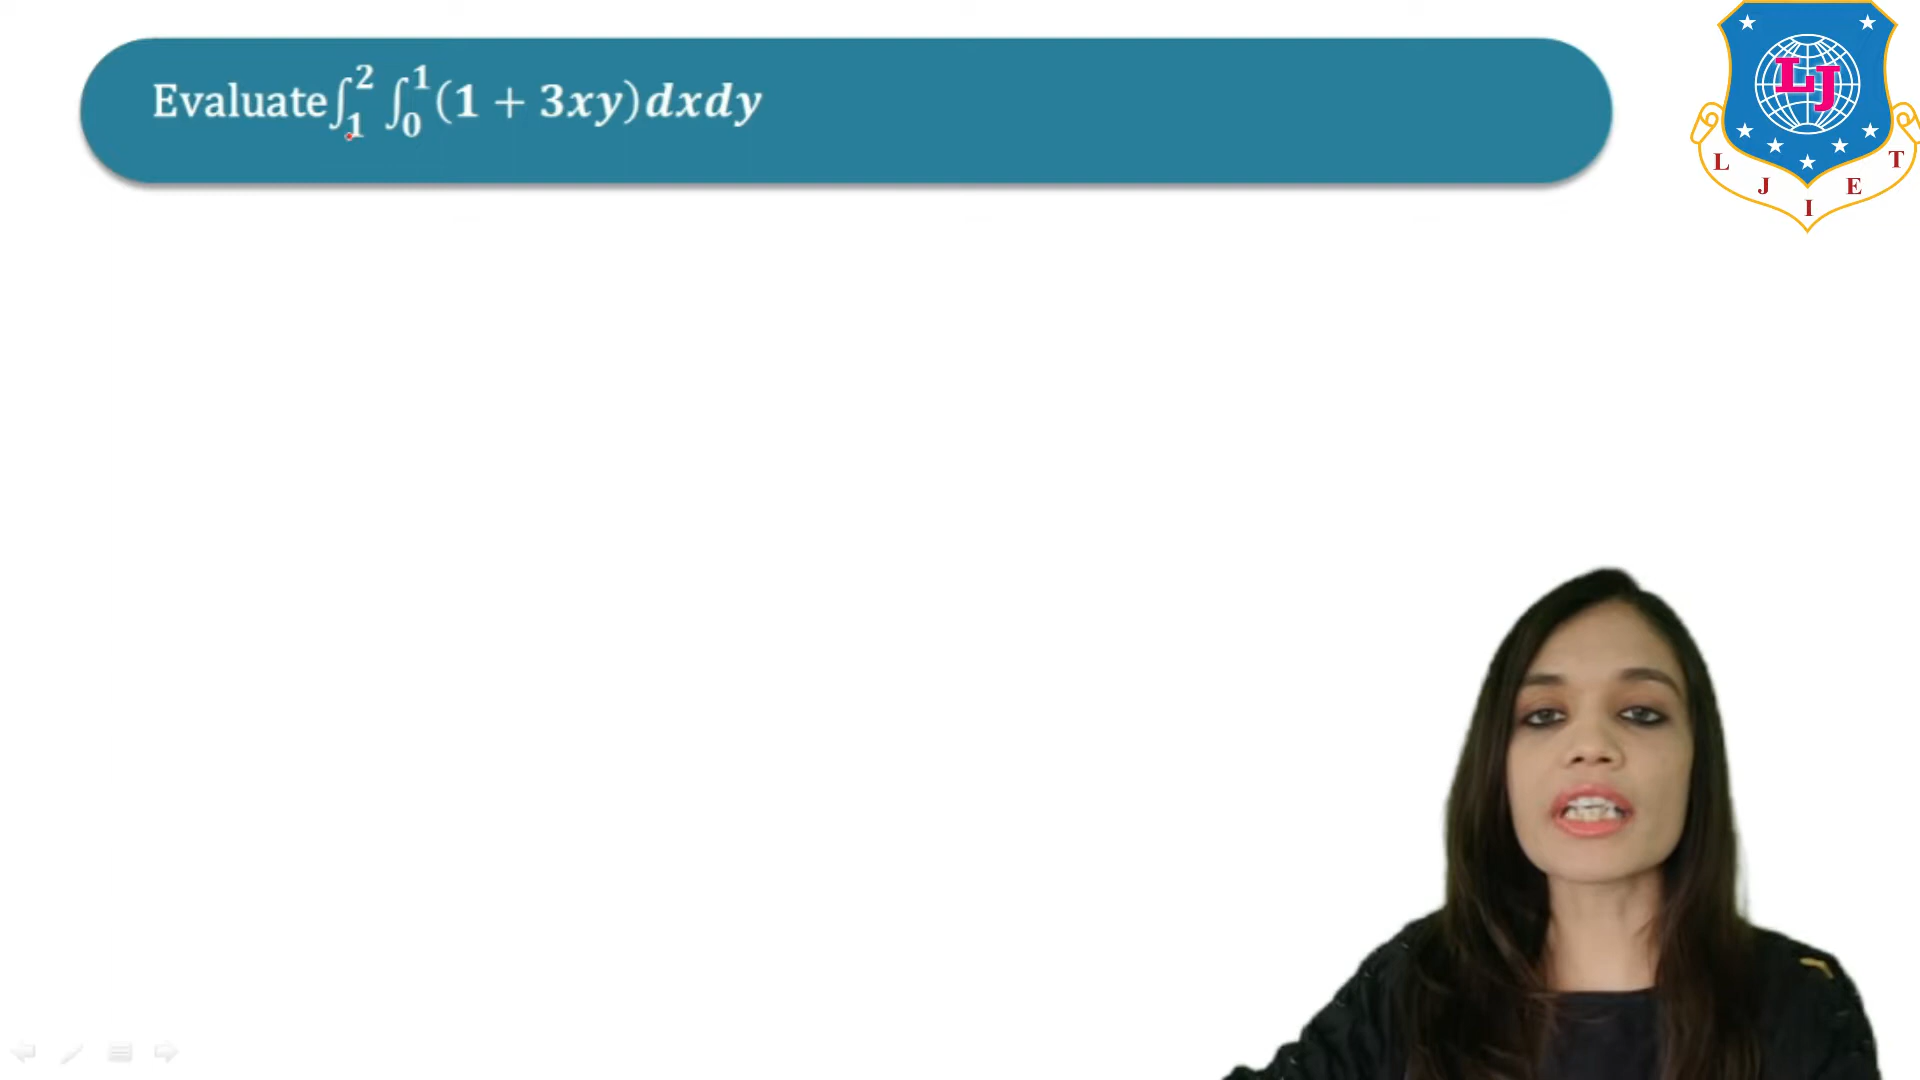 Evaluate∫₁² ∫₀¹(1 + 3xy)dxdy
LJ
L J I E T